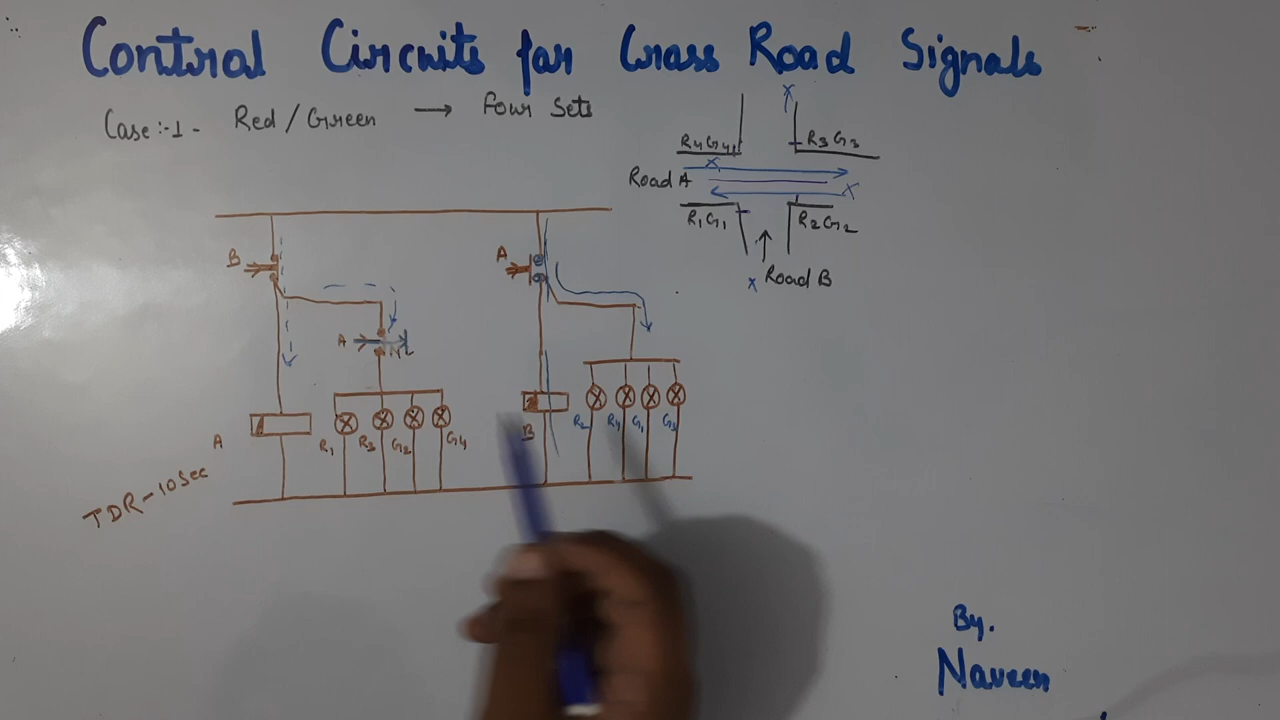 Control Circuits for Cross Road Signals
Case:-1- Red/Green → Four Sets
R4G4
R3G3
Road A
R1G1
R2G2
Road B
B
A
A
A
R1
R3
G2
G4
B
R2
R4
G1
G3
TDR-10Sec
By.
Naveen